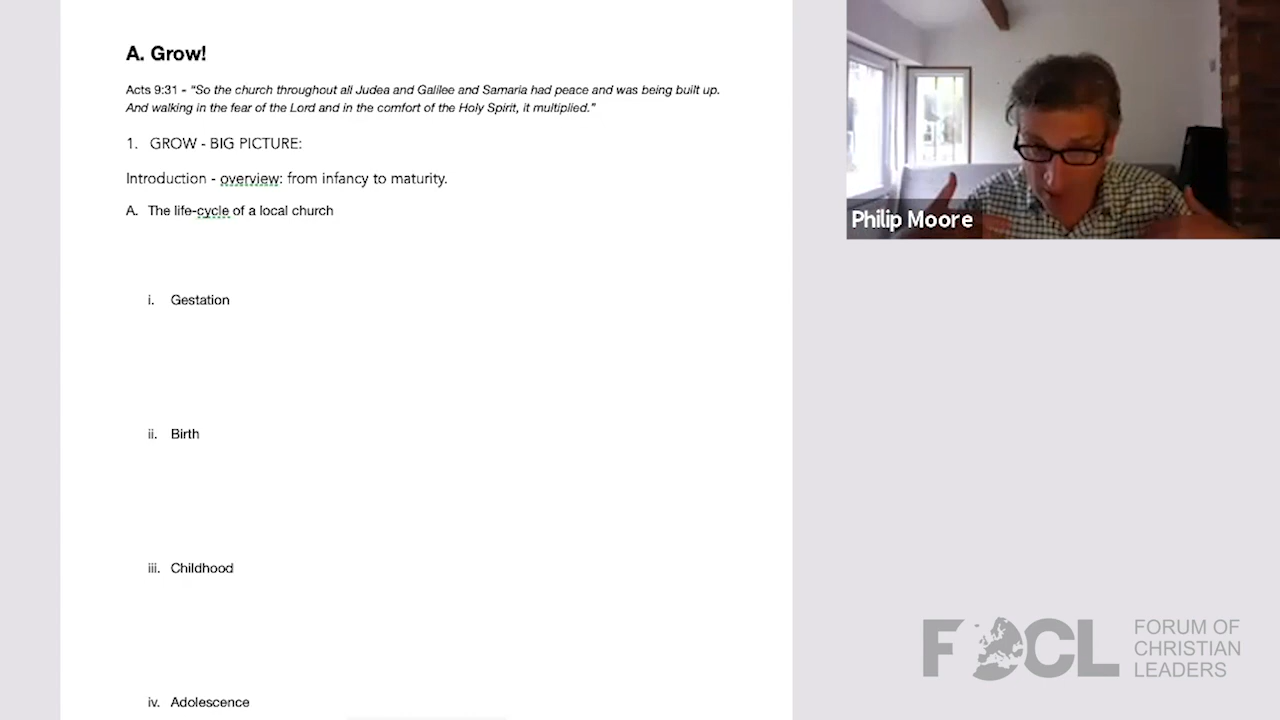 A. Grow!
Acts 9:31 - "So the church throughout all Judea and Galilee and Samaria had peace and was being built up.
And walking in the fear of the Lord and in the comfort of the Holy Spirit, it multiplied."
1. GROW - BIG PICTURE:
Introduction - overview: from infancy to maturity.
A. The life-cycle of a local church
i. Gestation
ii. Birth
iii. Childhood
iv. Adolescence
Philip Moore
FOCL
FORUM OF
CHRISTIAN
LEADERS